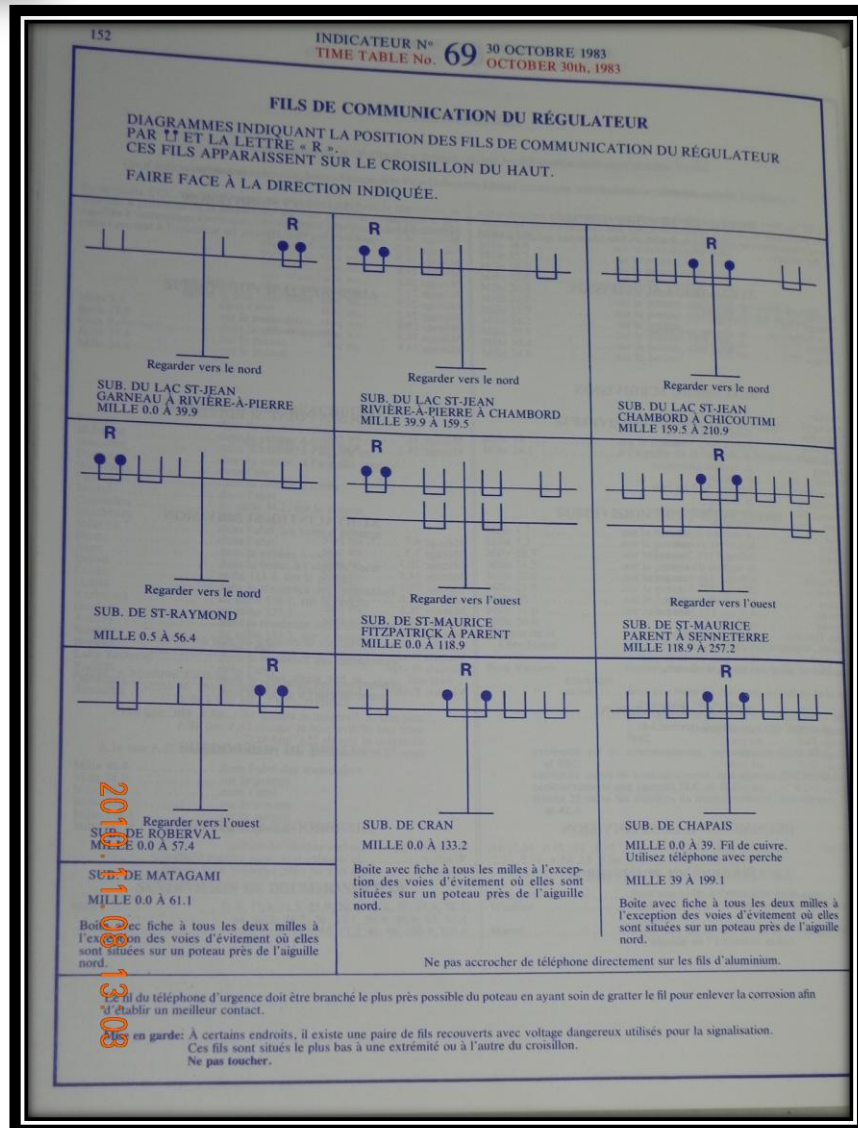 152
INDICATEUR N° 69 30 OCTOBRE 1983
TIME TABLE No. OCTOBER 30th, 1983
FILS DE COMMUNICATION DU RÉGULATEUR
DIAGRAMMES INDIQUANT LA POSITION DES FILS DE COMMUNICATION DU RÉGULATEUR
PAR ET LA LETTRE « R ».
CES FILS APPARAISSENT SUR LE CROISILLON DU HAUT.
FAIRE FACE À LA DIRECTION INDIQUÉE.
R
Regarder vers le nord
SUB. DU LAC ST-JEAN
GARNEAU À RIVIÈRE-À-PIERRE
MILLE 0.0 À 39.9
R
Regarder vers le nord
SUB. DU LAC ST-JEAN
RIVIÈRE-À-PIERRE À CHAMBORD
MILLE 39.9 À 159.5
R
Regarder vers le nord
SUB. DU LAC ST-JEAN
CHAMBORD À CHICOUTIMI
MILLE 159.5 À 210.9
R
Regarder vers le nord
SUB. DE ST-RAYMOND
MILLE 0.5 À 56.4
R
Regarder vers l'ouest
SUB. DE ST-MAURICE
FITZPATRICK À PARENT
MILLE 0.0 À 118.9
R
Regarder vers l'ouest
SUB. DE ST-MAURICE
PARENT À SENNETERRE
MILLE 118.9 À 257.2
R
Regarder vers l'ouest
SUB. DE ROBERVAL
MILLE 0.0 À 57.4
SUB. DE MATAGAMI
MILLE 0.0 À 61.1
Boîte avec fiche à tous les deux milles à
l'exception des voies d'évitement où elles
sont situées sur un poteau près de l'aiguille
nord.
R
SUB. DE CRAN
MILLE 0.0 À 133.2
Boîte avec fiche à tous les milles à l'excep-
tion des voies d'évitement où elles sont
situées sur un poteau près de l'aiguille
nord.
R
SUB. DE CHAPAIS
MILLE 0.0 À 39. Fil de cuivre.
Utilisez téléphone avec perche
MILLE 39 À 199.1
Boîte avec fiche à tous les deux milles à
l'exception des voies d'évitement où elles
sont situées sur un poteau près de l'aiguille
nord.
Ne pas accrocher de téléphone directement sur les fils d'aluminium.
Le fil du téléphone d'urgence doit être branché le plus près possible du poteau en ayant soin de gratter le fil pour enlever la corrosion afin
d'établir un meilleur contact.
Mise en garde: À certains endroits, il existe une paire de fils recouverts avec voltage dangereux utilisés pour la signalisation.
Ces fils sont situés le plus bas à une extrémité ou à l'autre du croisillon.
Ne pas toucher.
2010.11.08 13:03